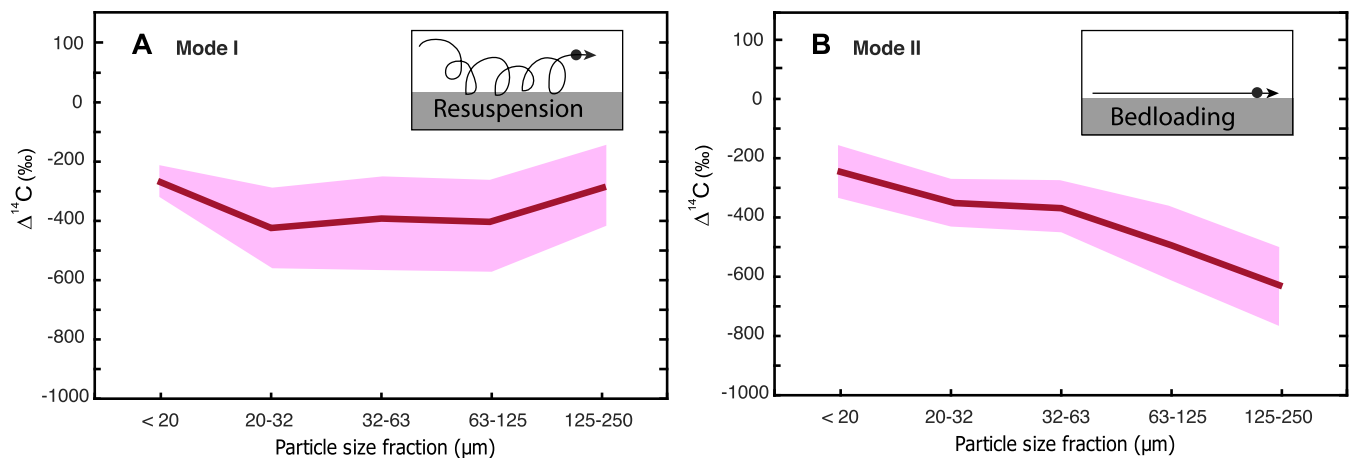 A Mode I
Resuspension
100
0
-200
-400
-600
-800
-1000
Δ¹⁴C (‰)
< 20 20-32 32-63 63-125 125-250
Particle size fraction (μm)
B Mode II
Bedloading
100
0
-200
-400
-600
-800
-1000
Δ¹⁴C (‰)
< 20 20-32 32-63 63-125 125-250
Particle size fraction (μm)